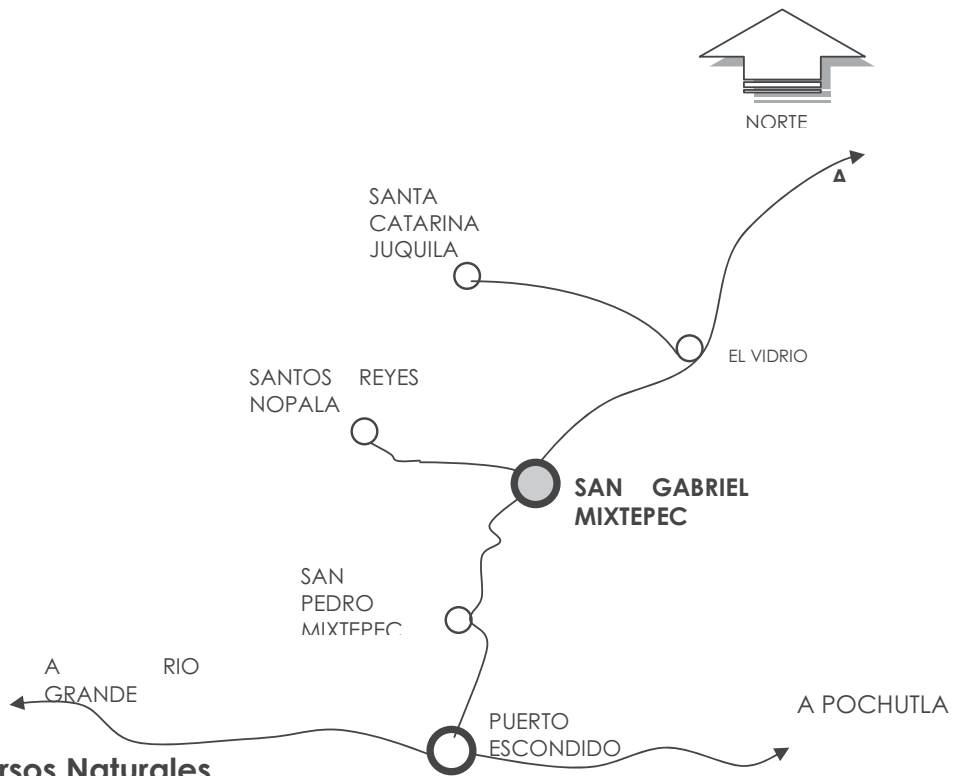 NORTE
A
SANTA
CATARINA
JUQUILA
EL VIDRIO
SANTOS REYES
NOPALA
SAN GABRIEL
MIXTEPEC
SAN
PEDRO
MIXTEPEC
A RIO
GRANDE
A POCHUTLA
PUERTO
ESCONDIDO
rsos Naturales